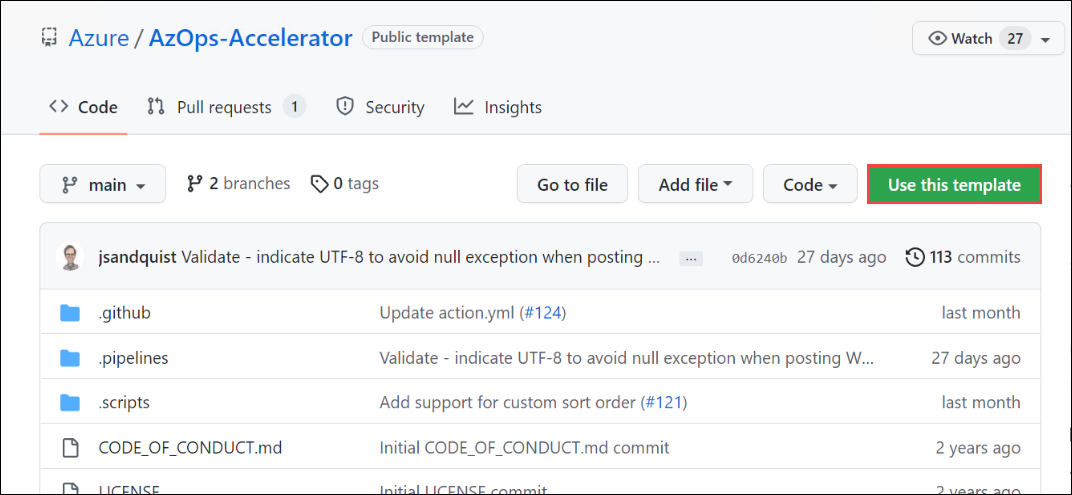 Azure / AzOps-Accelerator Public template Watch 27
Code Pull requests 1 Security Insights
main 2 branches 0 tags Go to file Add file Code Use this template
jsandquist Validate - indicate UTF-8 to avoid null exception when posting ... ... 0d6240b 27 days ago 113 commits
.github Update action.yml (#124) last month
.pipelines Validate - indicate UTF-8 to avoid null exception when posting W... 27 days ago
.scripts Add support for custom sort order (#121) last month
CODE_OF_CONDUCT.md Initial CODE_OF_CONDUCT.md commit 2 years ago
LICENSE Initial LICENSE commit 2 years ago